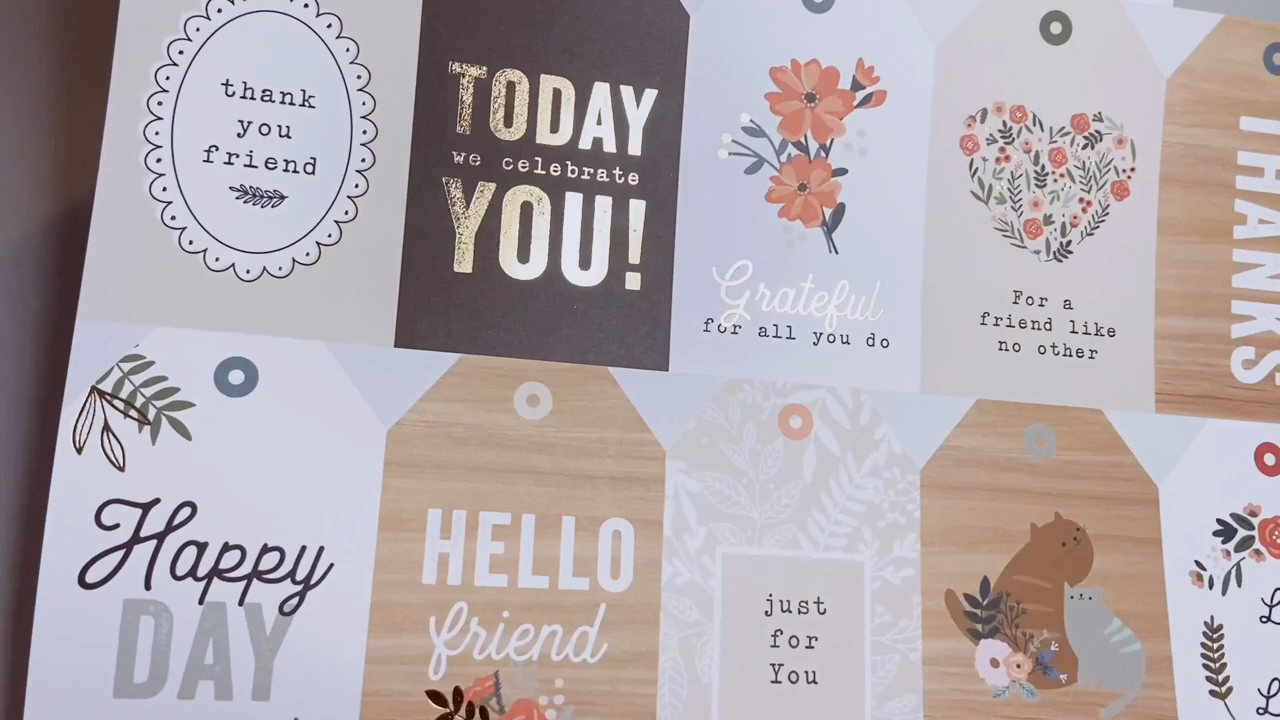 thank
you
friend
TODAY
we celebrate
YOU!
Grateful
for all you do
For a
friend like
no other
THANKS
Happy
DAY
HELLO
friend
just
for
You